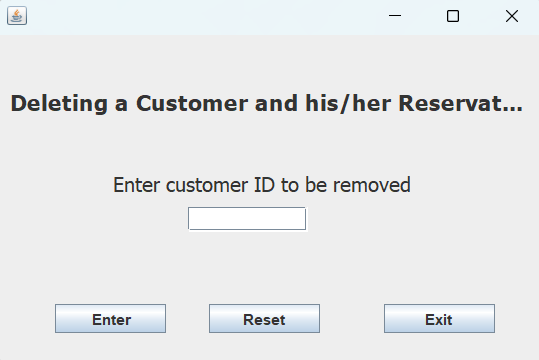 Deleting a Customer and his/her Reservat...
Enter customer ID to be removed
Enter Reset Exit